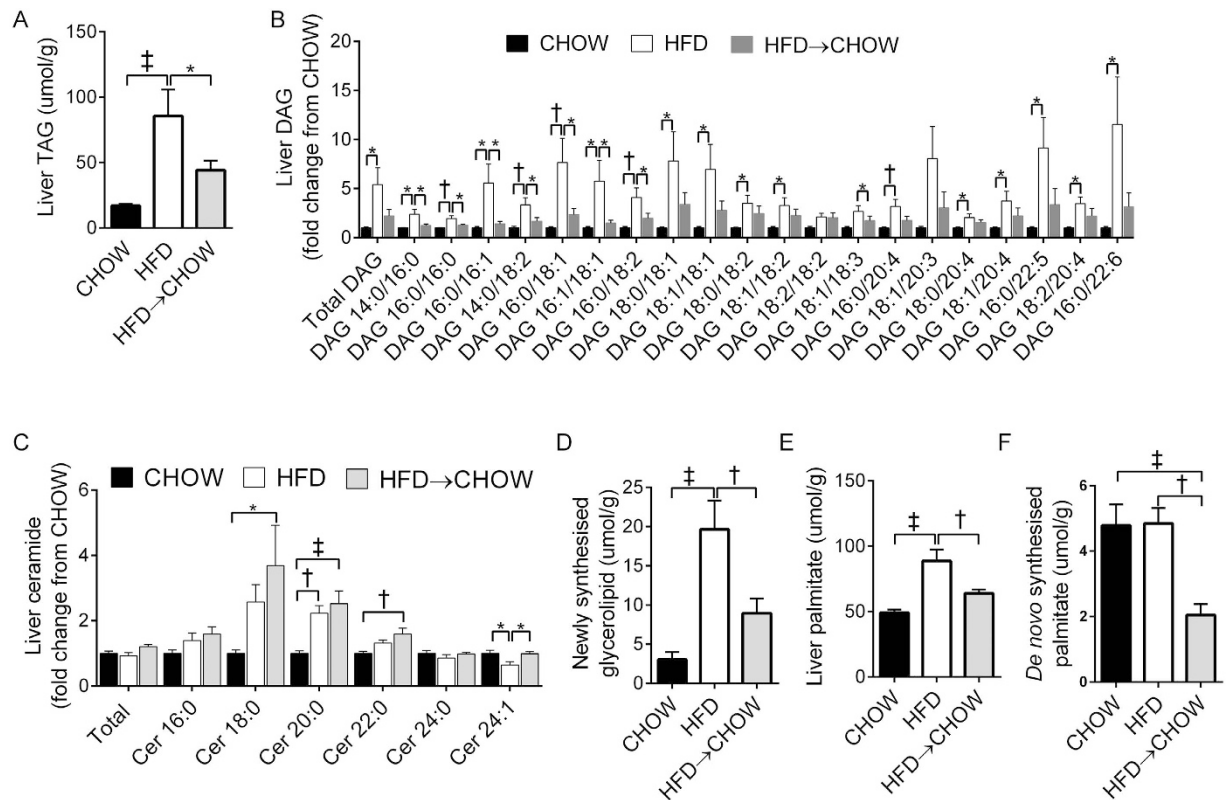 A
Liver TAG (umol/g)
150
100
50
0
‡
*
CHOW
HFD
HFD→CHOW
B
CHOW
HFD
HFD→CHOW
Liver DAG
(fold change from CHOW)
20
15
10
5
0
*
* *
† *
* *
† *
† *
* *
† *
*
*
*
*
*
†
*
*
*
*
*
Total DAG
DAG 14:0/16:0
DAG 16:0/16:0
DAG 16:0/16:1
DAG 14:0/18:2
DAG 16:0/18:1
DAG 16:1/18:1
DAG 16:0/18:2
DAG 18:0/18:1
DAG 18:1/18:1
DAG 18:0/18:2
DAG 18:1/18:2
DAG 18:2/18:2
DAG 18:1/18:3
DAG 16:0/20:4
DAG 18:1/20:3
DAG 18:0/20:4
DAG 18:1/20:4
DAG 16:0/22:5
DAG 18:2/20:4
DAG 16:0/22:6
C
CHOW
HFD
HFD→CHOW
Liver ceramide
(fold change from CHOW)
6
4
2
0
*
‡
†
†
* *
Total
Cer 16:0
Cer 18:0
Cer 20:0
Cer 22:0
Cer 24:0
Cer 24:1
D
Newly synthesised
glycerolipid (umol/g)
25
20
15
10
5
0
‡
†
CHOW
HFD
HFD→CHOW
E
Liver palmitate (umol/g)
150
100
50
0
‡
†
CHOW
HFD
HFD→CHOW
F
De novo synthesised
palmitate (umol/g)
6
4
2
0
‡
†
CHOW
HFD
HFD→CHOW